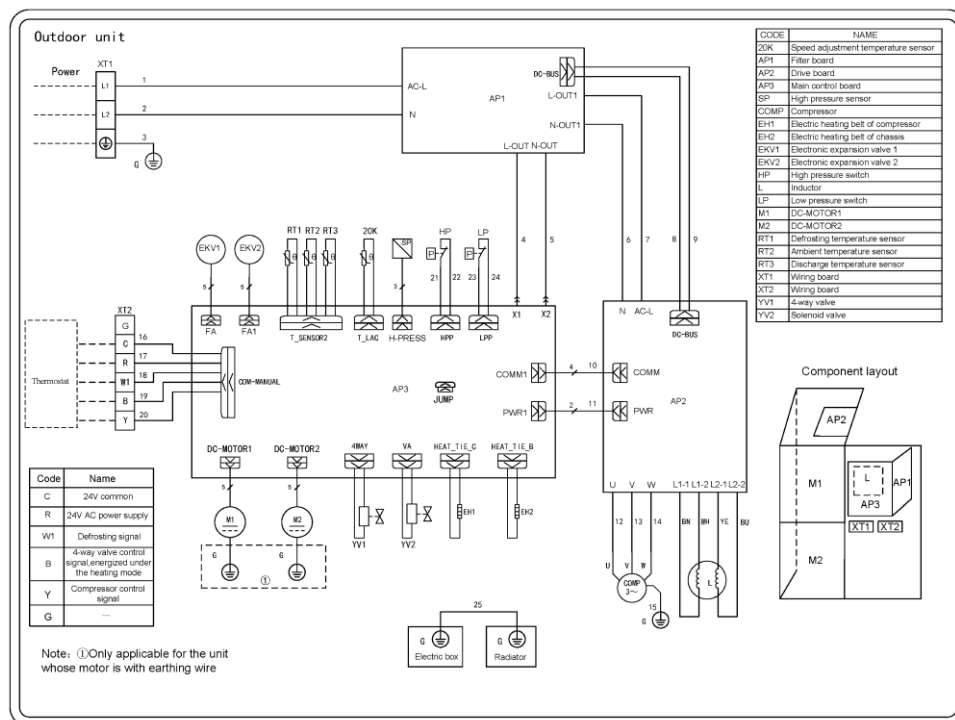 Outdoor unit
Power
XT1
L1
L2
1
2
3
G
AC-L
N
AP1
DC-BUS
L-OUT1
N-OUT1
L-OUT N-OUT
CODE NAME
20K Speed adjustment temperature sensor
AP1 Filter board
AP2 Drive board
AP3 Main control board
SP High pressure sensor
COMP Compressor
EH1 Electric heating belt of compressor
EH2 Electric heating belt of chassis
EKV1 Electronic expansion valve 1
EKV2 Electronic expansion valve 2
HP High pressure switch
L Inductor
LP Low pressure switch
M1 DC-MOTOR1
M2 DC-MOTOR2
RT1 Defrosting temperature sensor
RT2 Ambient temperature sensor
RT3 Discharge temperature sensor
XT1 Wiring board
XT2 Wiring board
YV1 4-way valve
YV2 Solenoid valve
EKV1
EKV2
RT1 RT2 RT3
20K
SP
HP
LP
P
P
θ θ θ θ
21 22 23 24
4 5 6 7 8 9
5 5 3
FA
FA1
T_SENSOR2
T_LAC
H-PRESS
HPP
LPP
X1 X2
N AC-L
DC-BUS
XT2
G
C
R
W1
B
Y
16
17
18
19
20
Thermostat
COM-MANUAL
AP3
JUMP
COMM1
4
10
COMM
PWR1
2
11
PWR
AP2
DC-MOTOR1
DC-MOTOR2
4WAY
VA
HEAT_TIE_C
HEAT_TIE_B
5
5
M1
M2
G
G
①
YV1
YV2
EH1
EH2
U V W L1-1 L1-2 L2-1 L2-2
12 13 14 BN WH YE BU
U V W
COMP
3~
L
15
G
Component layout
AP2
M1
M2
L
AP3
AP1
XT1 XT2
Code Name
C 24V common
R 24V AC power supply
W1 Defrosting signal
B 4-way valve control
signal,energized under
the heating mode
Y Compressor control
signal
G —
25
G
Electric box
G
Radiator
Note: ①Only applicable for the unit
whose motor is with earthing wire